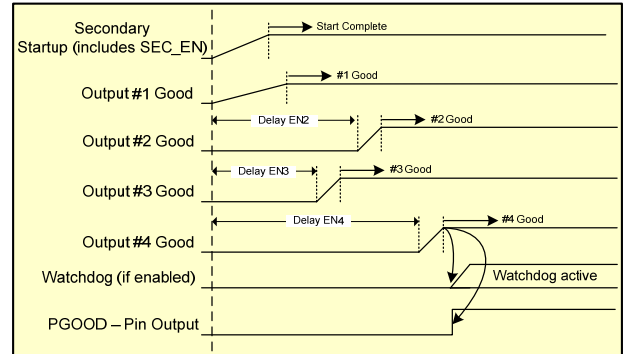 Secondary
Startup (includes SEC_EN)
Start Complete
Output #1 Good
#1 Good
Delay EN2
#2 Good
Output #2 Good
Delay EN3
#3 Good
Output #3 Good
Delay EN4
#4 Good
Output #4 Good
Watchdog (if enabled)
Watchdog active
PGOOD – Pin Output